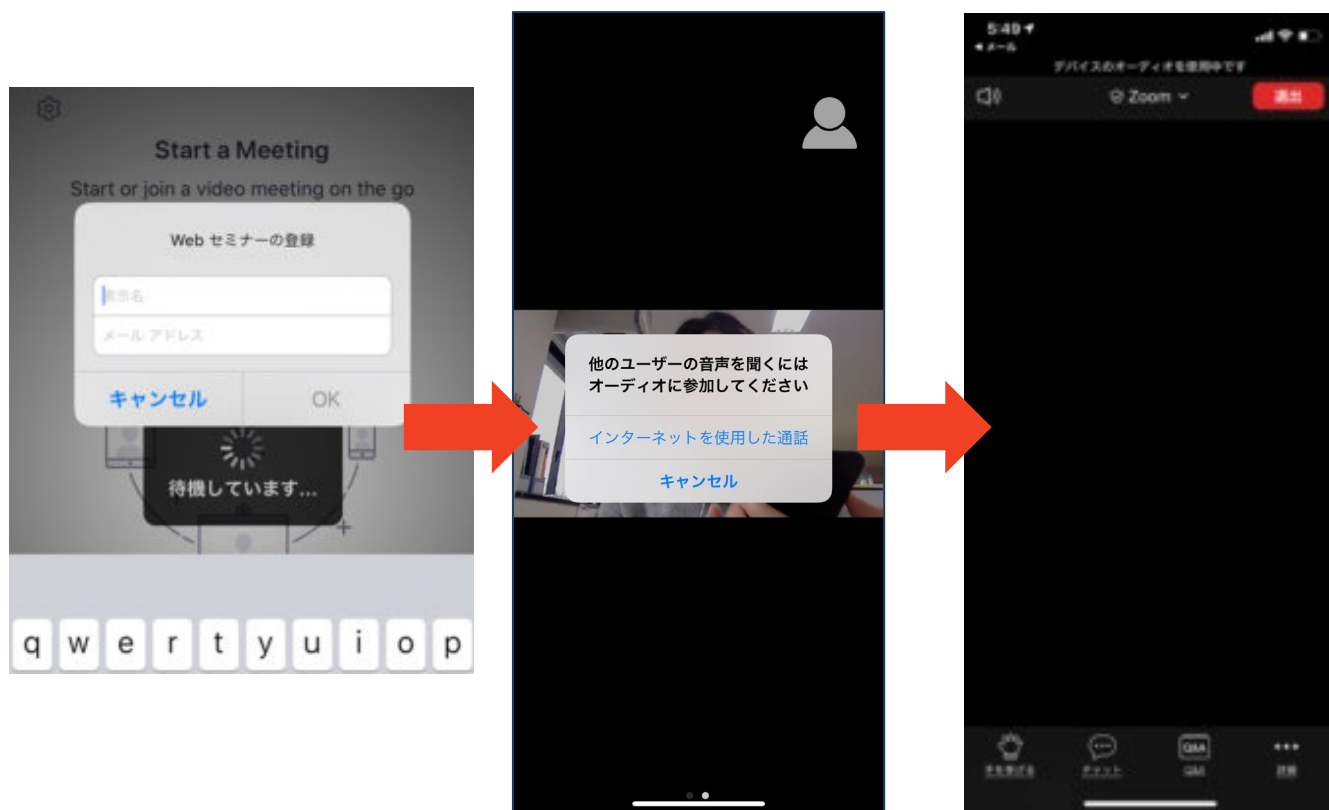 Start a Meeting
Start or join a video meeting on the go
Web セミナーの登録
表示名
メール アドレス
キャンセル
OK
待機しています...
q w e r t y u i o p
他のユーザーの音声を聞くには
オーディオに参加してください
インターネットを使用した通話
キャンセル
5:49
メール
デバイスのオーディオを使用中です
Zoom
退出
手を挙げる
チャット
Q&A
Q&A
詳細